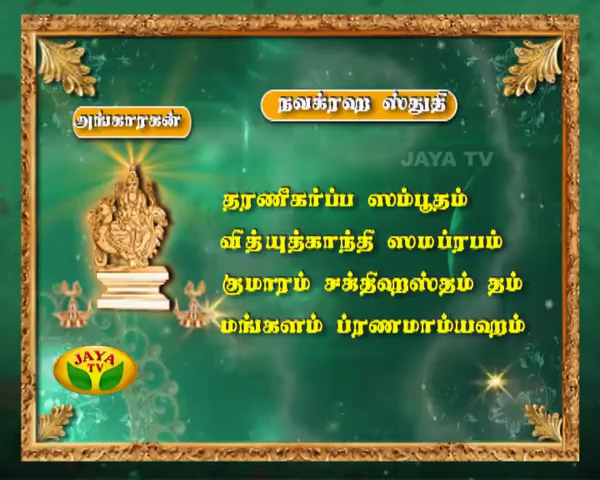 நவக்ரஹ ஸ்துதி
அங்காரகன்
JAYA TV
தரணீகர்ப்ப ஸம்பூதம்
வித்யுத்காந்தி ஸமப்ரபம்
குமாரம் சக்திஹஸ்தம் தம்
மங்களம் ப்ரணமாம்யஹம்
JAYA
TV